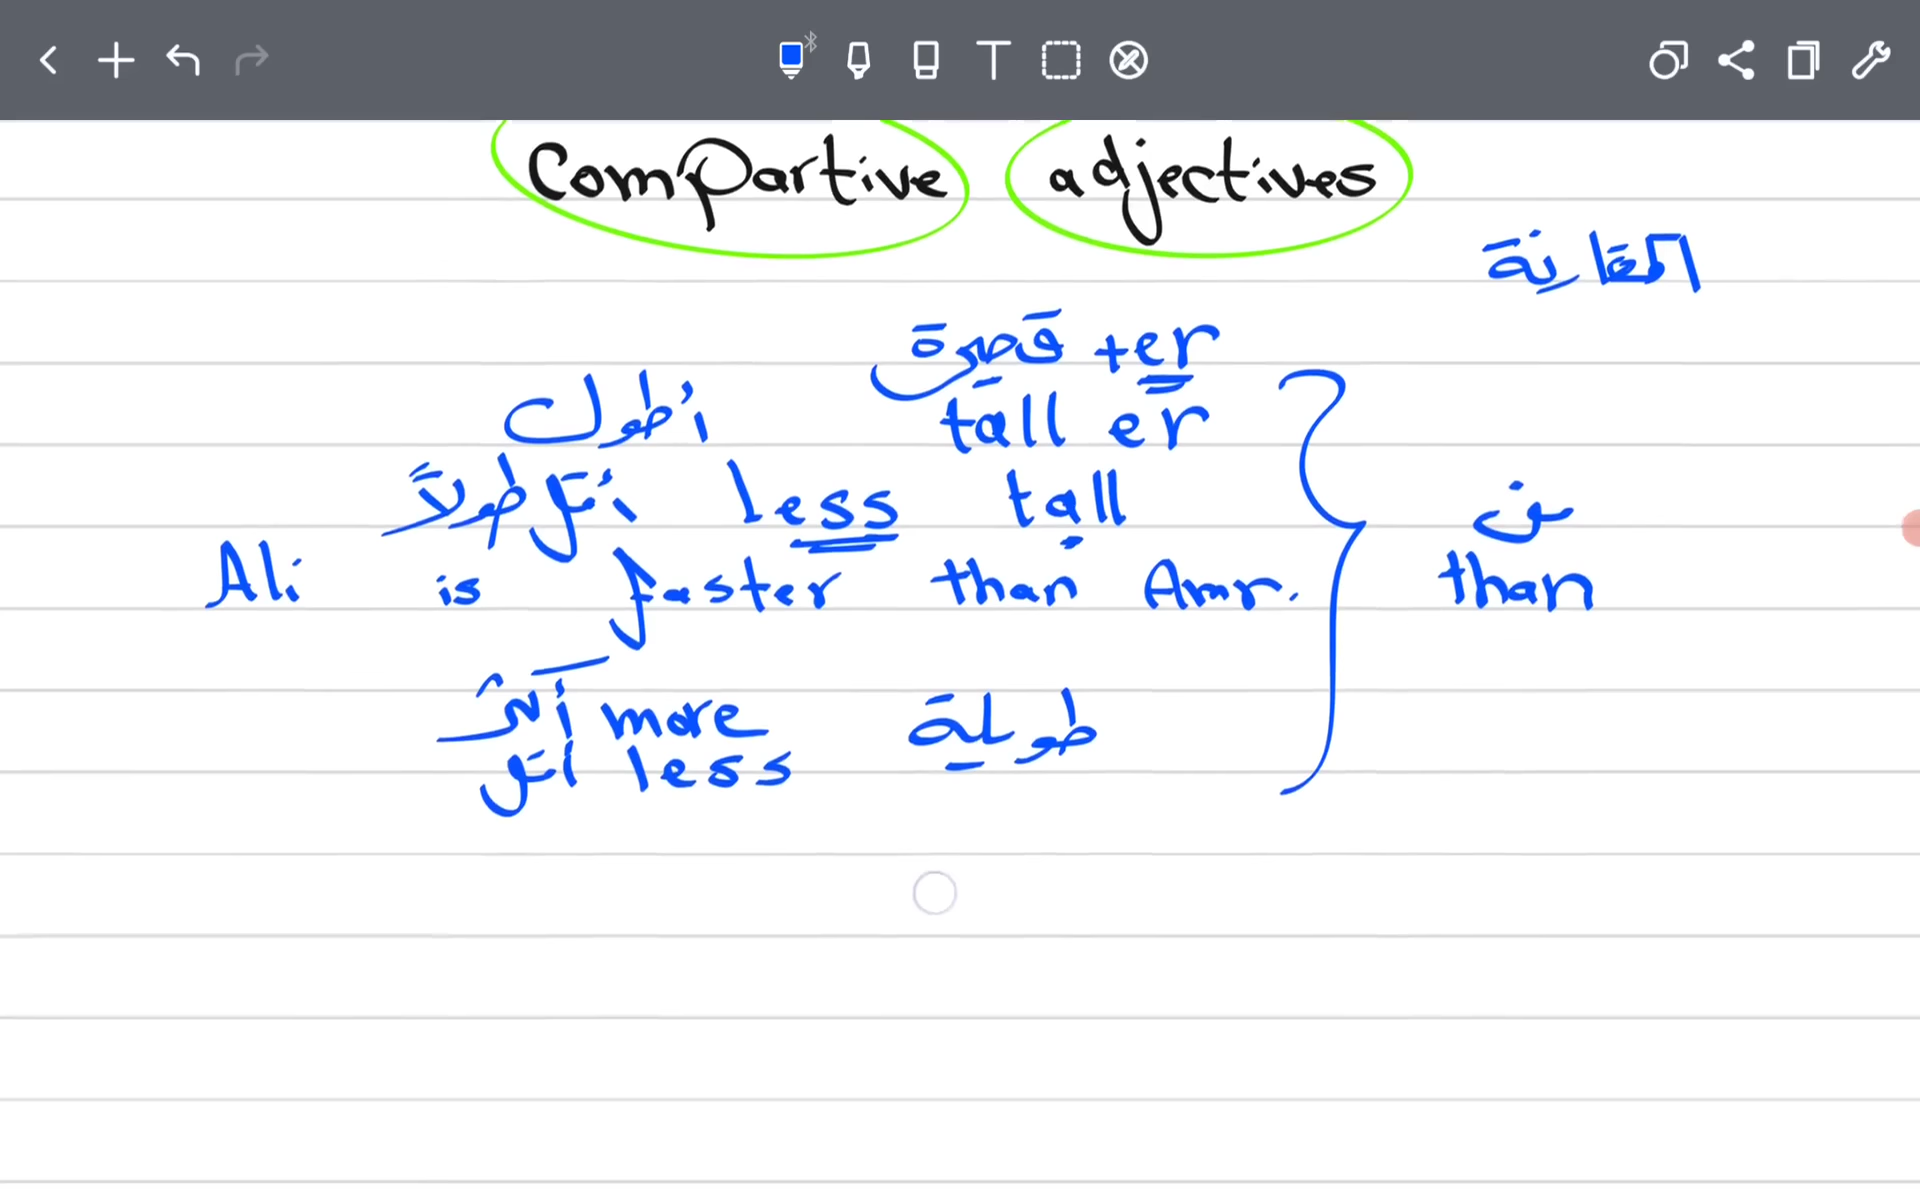 Compartive adjectives
المقارنة
قصيرة +er
أطول tall er
أقل طولاً less tall
من
Ali is faster than Amr.
than
أكثر more طويلة
أقل less